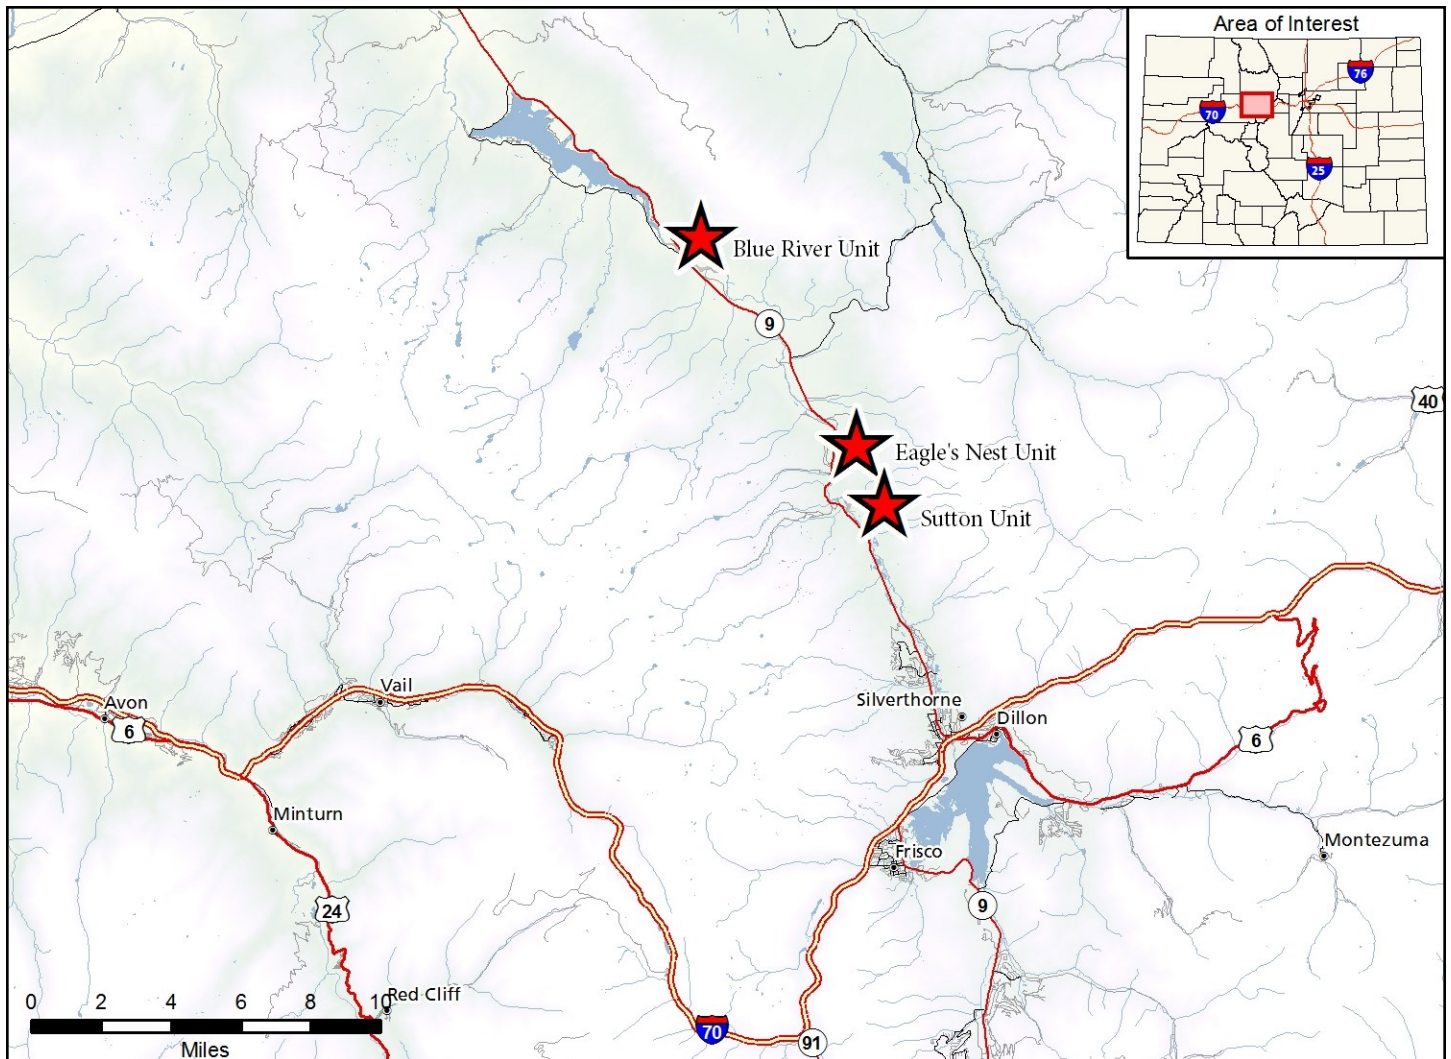 Area of Interest
76
70
25
Blue River Unit
9
40
Eagle's Nest Unit
Sutton Unit
Vail
Avon
6
Silverthorne
Dillon
6
Minturn
Frisco
Montezuma
24
9
0 2 4 6 8 10
Red Cliff
Miles
70
91